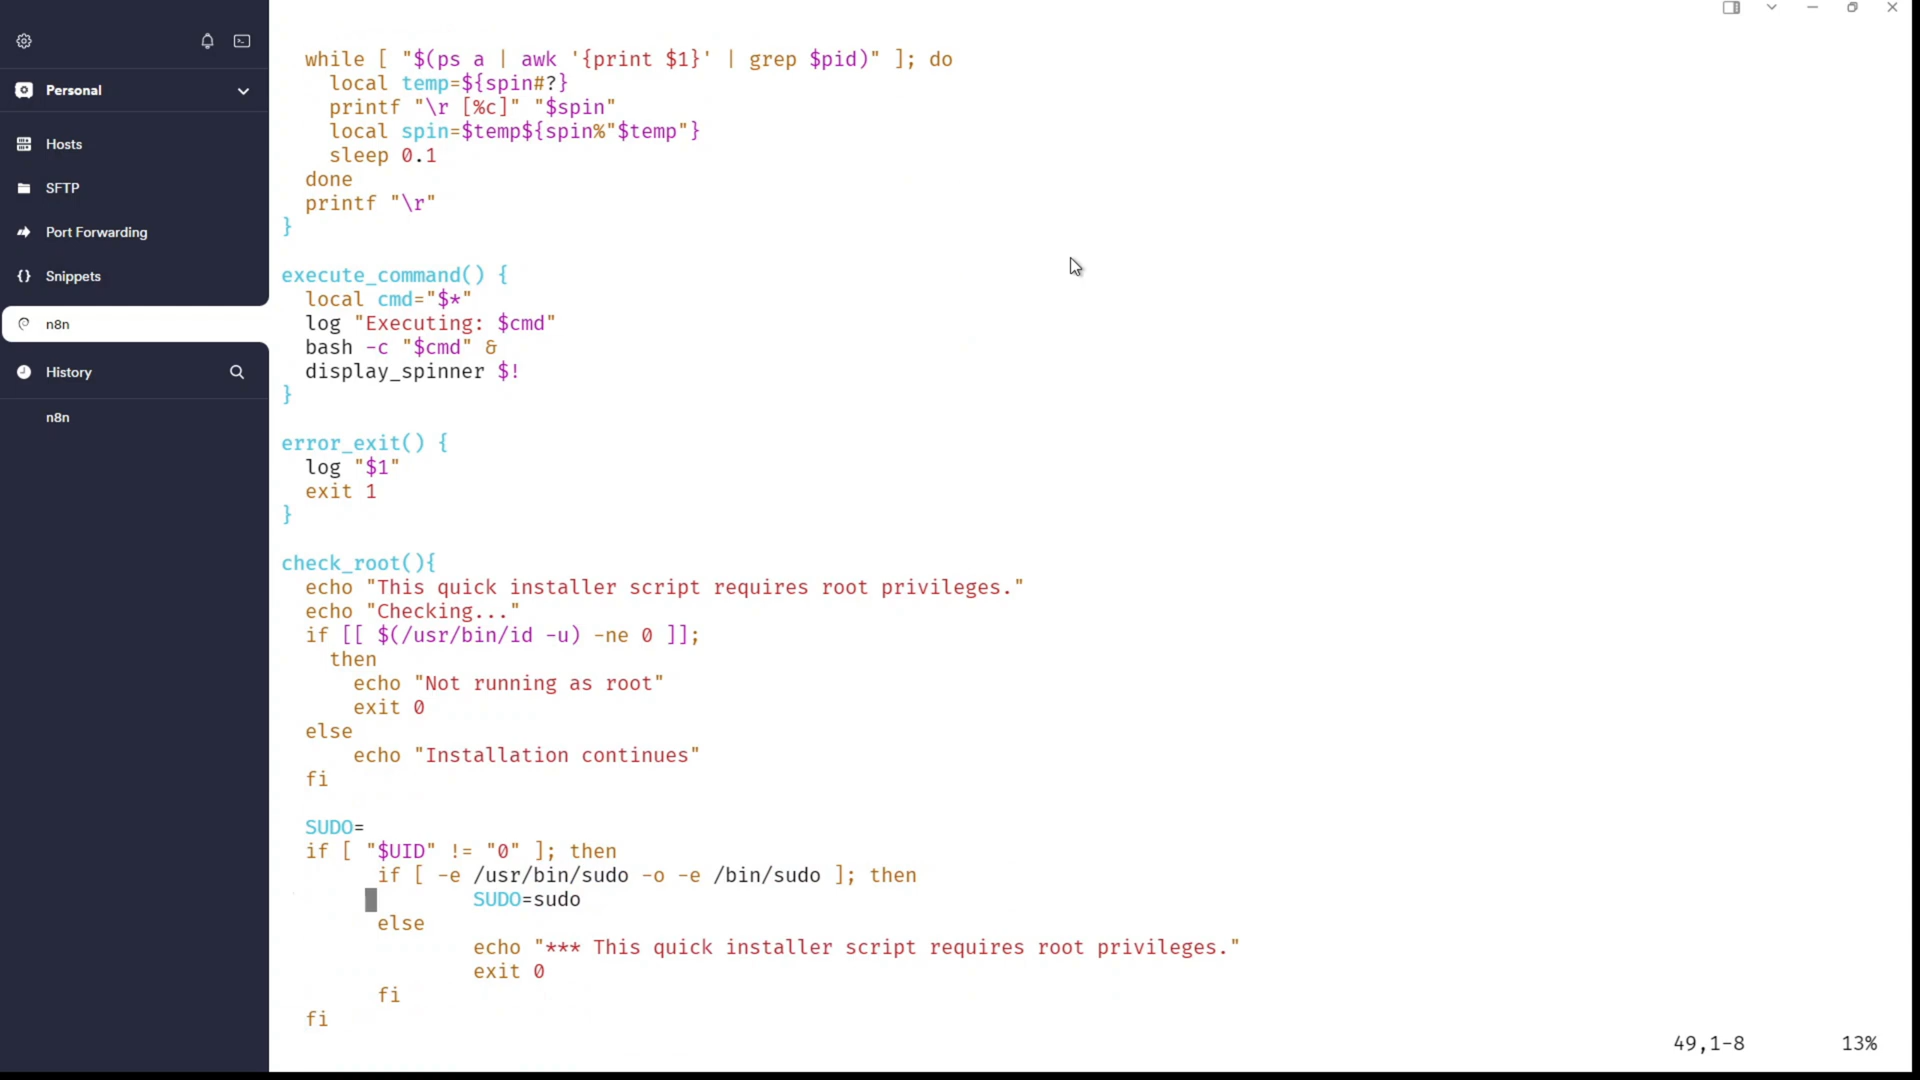 Personal
Hosts
SFTP
Port Forwarding
Snippets
n8n
History
n8n
while [ "$(ps a | awk '{print $1}' | grep $pid)" ]; do
local temp=${spin#?}
printf "\r [%c]" "$spin"
local spin=$temp${spin%"$temp"}
sleep 0.1
done
printf "\r"
}
execute_command() {
local cmd="$*"
log "Executing: $cmd"
bash -c "$cmd" &
display_spinner $!
}
error_exit() {
log "$1"
exit 1
}
check_root(){
echo "This quick installer script requires root privileges."
echo "Checking..."
if [[ $(/usr/bin/id -u) -ne 0 ]];
then
echo "Not running as root"
exit 0
else
echo "Installation continues"
fi
SUDO=
if [ "$UID" != "0" ]; then
if [ -e /usr/bin/sudo -o -e /bin/sudo ]; then
SUDO=sudo
else
echo "*** This quick installer script requires root privileges."
exit 0
fi
fi
49,1-8 13%